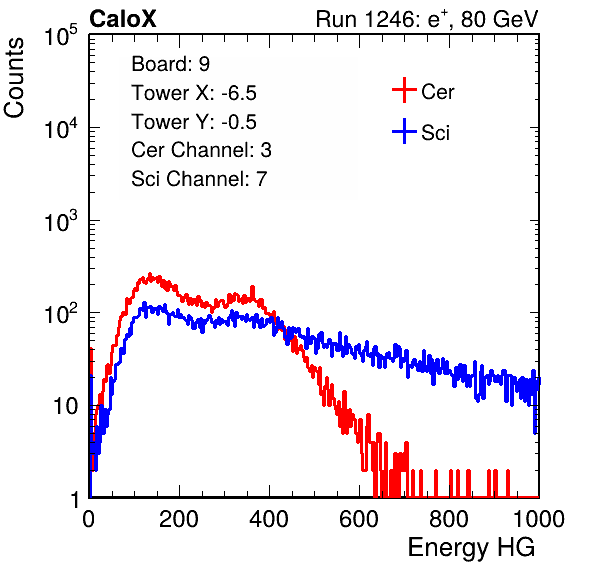 CaloX Run 1246: e⁺, 80 GeV
Counts
10⁵
10⁴
10³
10²
10
1
Board: 9
Tower X: -6.5
Tower Y: -0.5
Cer Channel: 3
Sci Channel: 7
Cer
Sci
0 200 400 600 800 1000
Energy HG